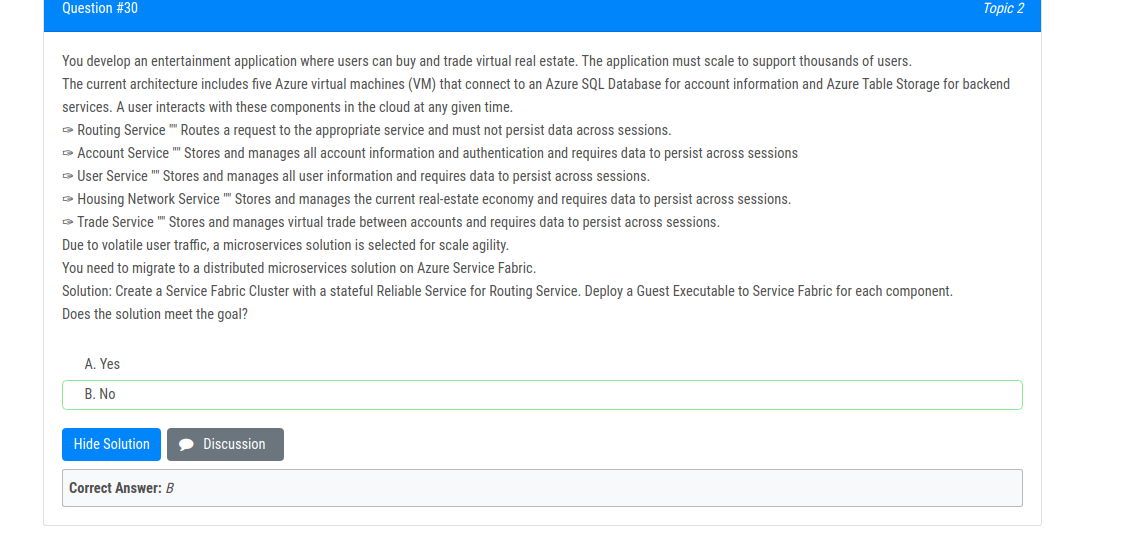 Question #30
Topic 2
You develop an entertainment application where users can buy and trade virtual real estate. The application must scale to support thousands of users.
The current architecture includes five Azure virtual machines (VM) that connect to an Azure SQL Database for account information and Azure Table Storage for backend
services. A user interacts with these components in the cloud at any given time.
✑ Routing Service "" Routes a request to the appropriate service and must not persist data across sessions.
✑ Account Service "" Stores and manages all account information and authentication and requires data to persist across sessions
✑ User Service "" Stores and manages all user information and requires data to persist across sessions.
✑ Housing Network Service "" Stores and manages the current real-estate economy and requires data to persist across sessions.
✑ Trade Service "" Stores and manages virtual trade between accounts and requires data to persist across sessions.
Due to volatile user traffic, a microservices solution is selected for scale agility.
You need to migrate to a distributed microservices solution on Azure Service Fabric.
Solution: Create a Service Fabric Cluster with a stateful Reliable Service for Routing Service. Deploy a Guest Executable to Service Fabric for each component.
Does the solution meet the goal?
A. Yes
B. No
Hide Solution
Discussion
Correct Answer: B